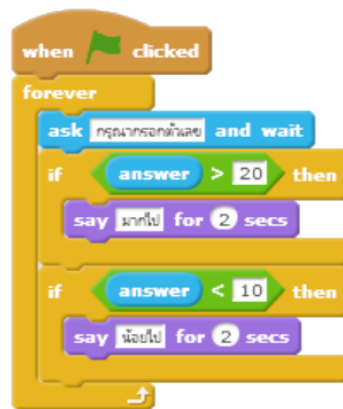 when clicked
forever
ask กรุณากรอกตัวเลข and wait
if answer > 20 then
say มากไป for 2 secs
if answer < 10 then
say น้อยไป for 2 secs